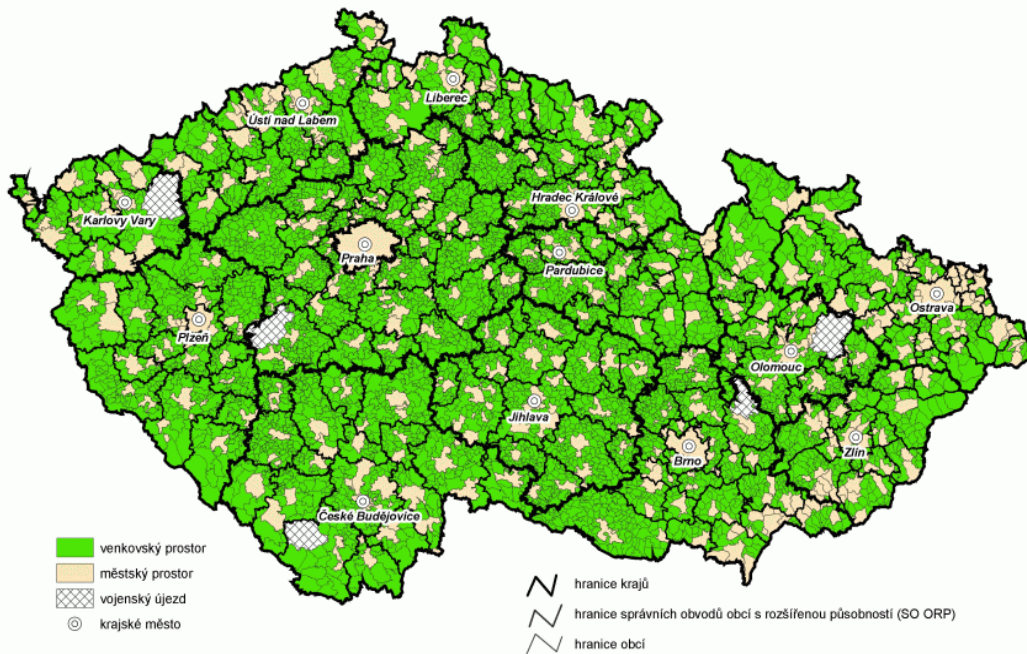 Liberec
Ústí nad Labem
Karlovy Vary
Hradec Králové
Praha
Pardubice
Ostrava
Plzeň
Olomouc
Jihlava
Brno
Zlín
České Budějovice
venkovský prostor
městský prostor
vojenský újezd
krajské město
hranice krajů
hranice správních obvodů obcí s rozšířenou působností (SO ORP)
hranice obcí